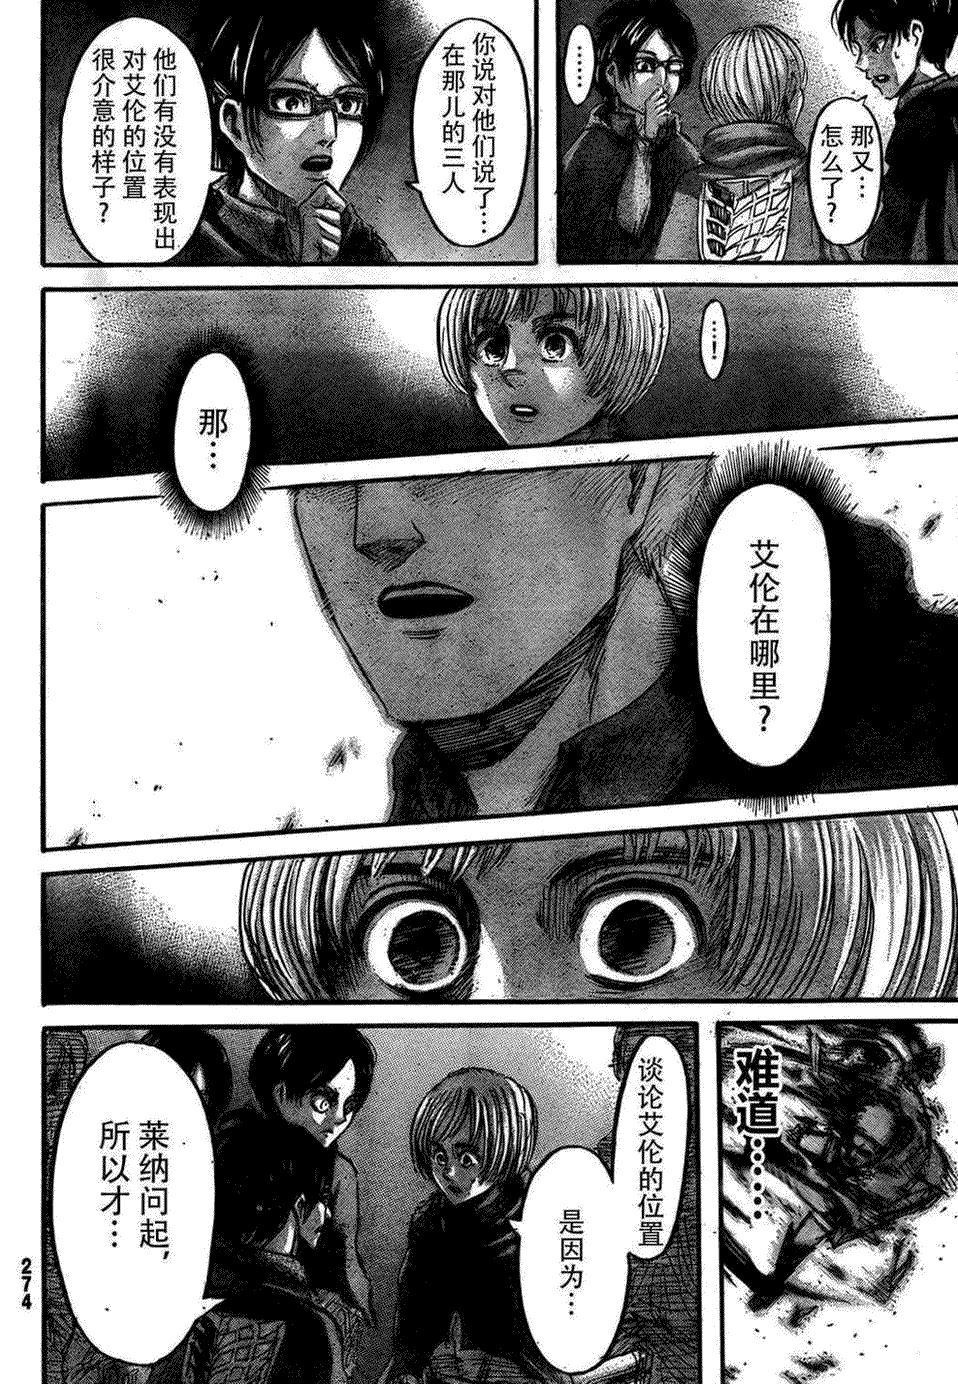 那又…
怎么了?
……
你说对他们说了…
在那儿的三人
他们有没有表现出
对艾伦的位置
很介意的样子?
…!
那…
艾伦在哪里?
难道……
谈论艾伦的位置
是因为…
莱纳问起,
所以才…
274